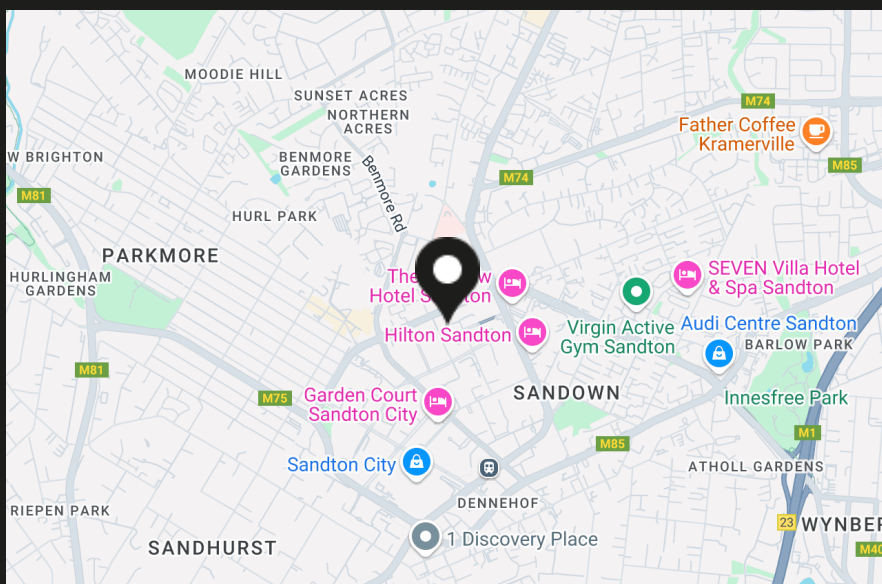 MOODIE HILL
SUNSET ACRES
NORTHERN
ACRES
M74
Father Coffee
Kramerville
W BRIGHTON
BENMORE
GARDENS
Benmore Rd
M74
M85
M81
HURL PARK
PARKMORE
HURLINGHAM
GARDENS
The
Hotel
SEVEN Villa Hotel
& Spa Sandton
Hilton Sandton
Virgin Active
Gym Sandton
Audi Centre Sandton
BARLOW PARK
M81
M75
Garden Court
Sandton City
SANDOWN
Innesfree Park
M1
M85
Sandton City
ATHOLL GARDENS
DENNEHOF
RIEPEN PARK
23
WYNBER
SANDHURST
1 Discovery Place
M40